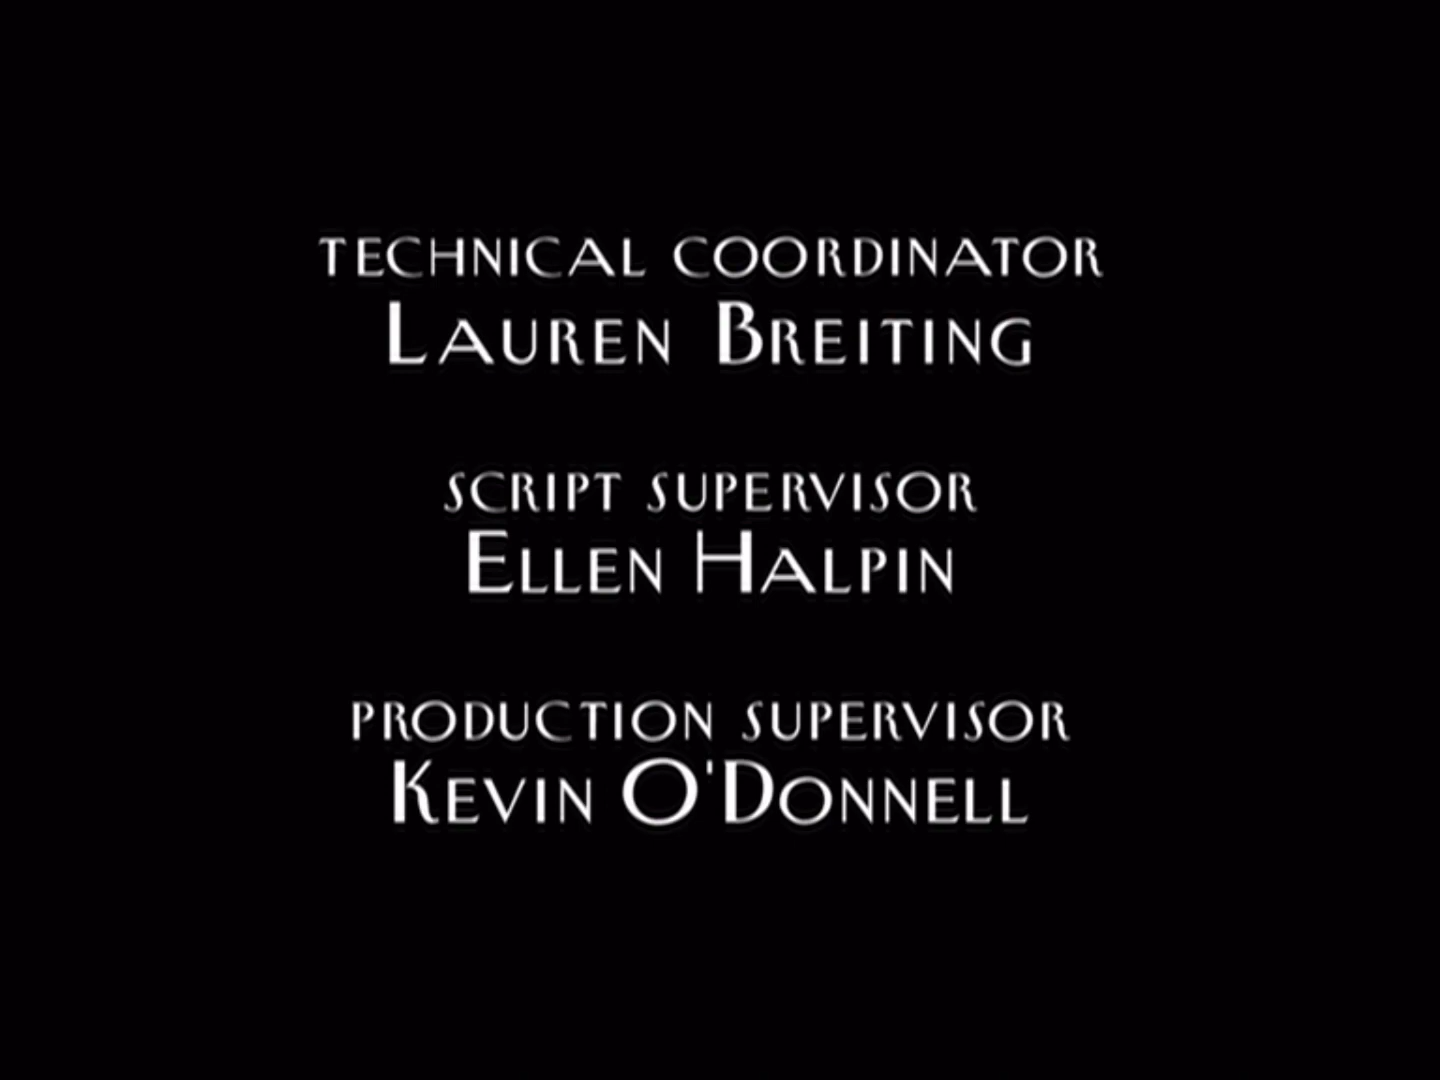 TECHNICAL COORDINATOR
LAUREN BREITING
SCRIPT SUPERVISOR
ELLEN HALPIN
PRODUCTION SUPERVISOR
KEVIN O'DONNELL